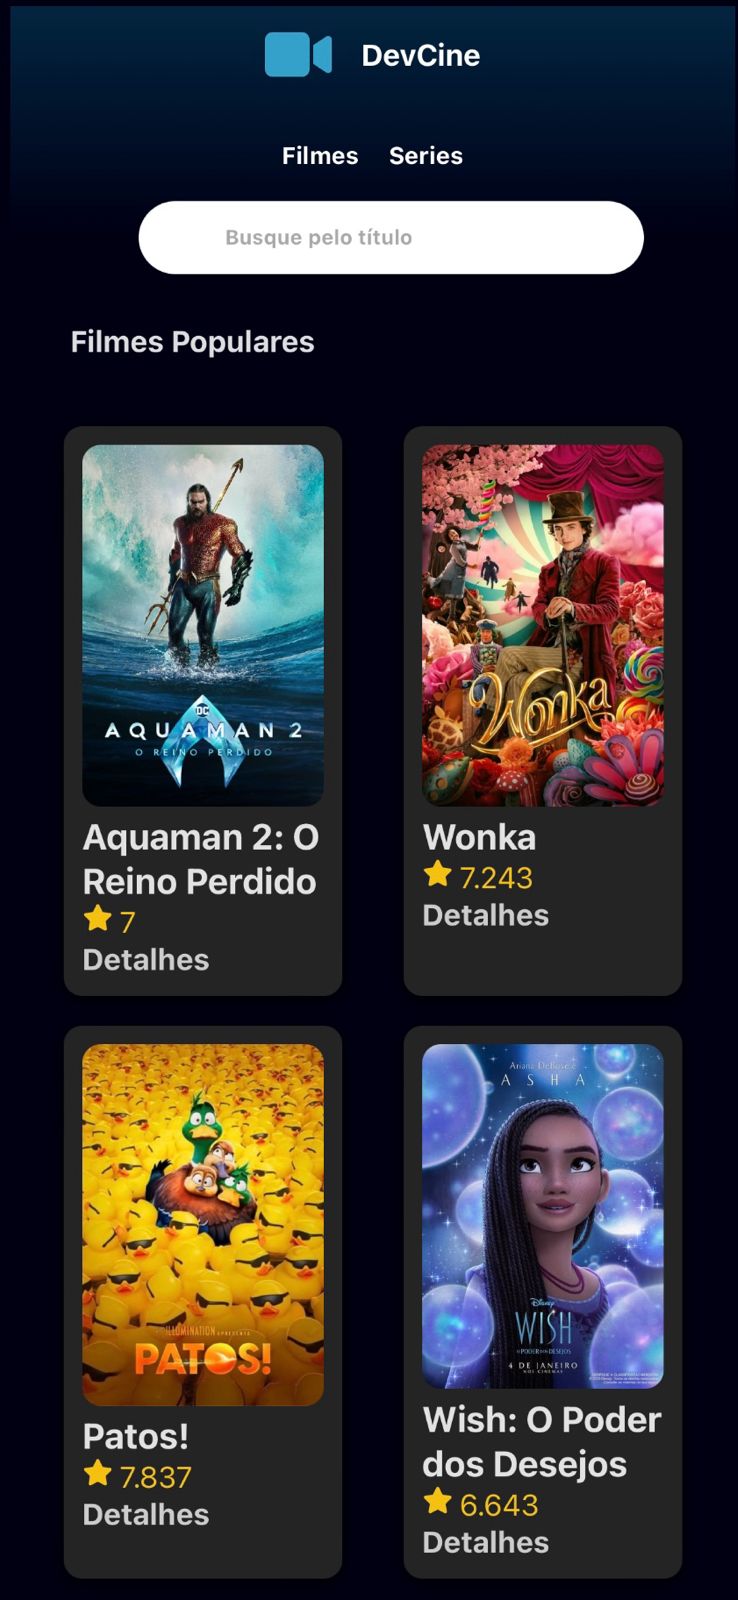 DevCine
Filmes Series
Busque pelo título
Filmes Populares
DC
AQUAMAN 2
O REINO PERDIDO
Aquaman 2: O
Reino Perdido
7
Detalhes
Wonka
Wonka
7.243
Detalhes
ILLUMINATION APRESENTA
PATOS!
Patos!
7.837
Detalhes
Ariana DeBose é
ASHA
Disney
WISH
O PODER DOS DESEJOS
4 DE JANEIRO
NOS CINEMAS
Wish: O Poder
dos Desejos
6.643
Detalhes